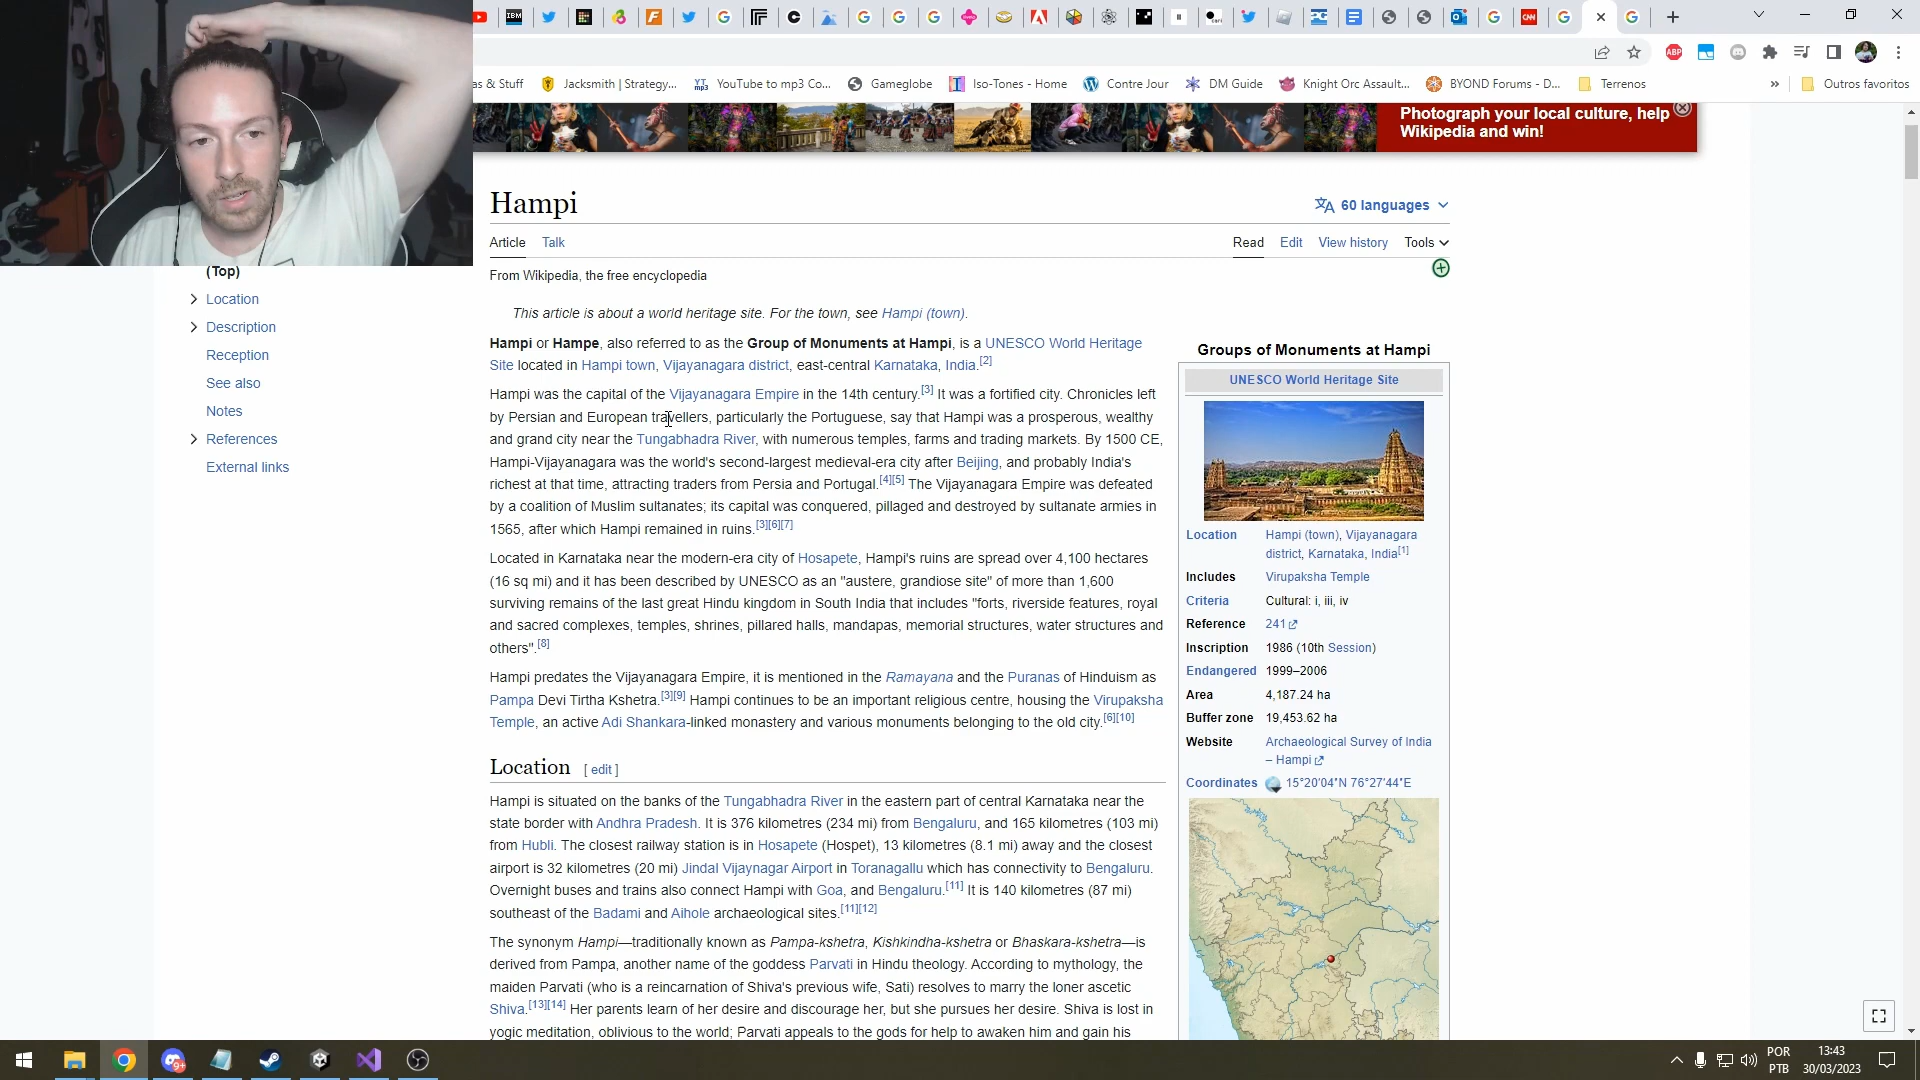 IBM
CNN
ABP
as & Stuff
Jacksmith | Strategy...
YouTube to mp3 Co...
Gameglobe
Iso-Tones - Home
Contre Jour
DM Guide
Knight Orc Assault...
BYOND Forums - D...
Terrenos
»
Outros favoritos
Photograph your local culture, help
Wikipedia and win!
Hampi
60 languages
Article
Talk
Read
Edit
View history
Tools
From Wikipedia, the free encyclopedia
(Top)
Location
Description
Reception
See also
Notes
References
External links
This article is about a world heritage site. For the town, see Hampi (town).
Hampi or Hampe, also referred to as the Group of Monuments at Hampi, is a UNESCO World Heritage
Site located in Hampi town, Vijayanagara district, east-central Karnataka, India.[2]
Hampi was the capital of the Vijayanagara Empire in the 14th century.[3] It was a fortified city. Chronicles left
by Persian and European travellers, particularly the Portuguese, say that Hampi was a prosperous, wealthy
and grand city near the Tungabhadra River, with numerous temples, farms and trading markets. By 1500 CE,
Hampi-Vijayanagara was the world's second-largest medieval-era city after Beijing, and probably India's
richest at that time, attracting traders from Persia and Portugal.[4][5] The Vijayanagara Empire was defeated
by a coalition of Muslim sultanates; its capital was conquered, pillaged and destroyed by sultanate armies in
1565, after which Hampi remained in ruins.[3][6][7]
Located in Karnataka near the modern-era city of Hosapete, Hampi's ruins are spread over 4,100 hectares
(16 sq mi) and it has been described by UNESCO as an "austere, grandiose site" of more than 1,600
surviving remains of the last great Hindu kingdom in South India that includes "forts, riverside features, royal
and sacred complexes, temples, shrines, pillared halls, mandapas, memorial structures, water structures and
others".[8]
Hampi predates the Vijayanagara Empire, it is mentioned in the Ramayana and the Puranas of Hinduism as
Pampa Devi Tirtha Kshetra.[3][9] Hampi continues to be an important religious centre, housing the Virupaksha
Temple, an active Adi Shankara-linked monastery and various monuments belonging to the old city.[6][10]
Location [ edit ]
Hampi is situated on the banks of the Tungabhadra River in the eastern part of central Karnataka near the
state border with Andhra Pradesh. It is 376 kilometres (234 mi) from Bengaluru, and 165 kilometres (103 mi)
from Hubli. The closest railway station is in Hosapete (Hospet), 13 kilometres (8.1 mi) away and the closest
airport is 32 kilometres (20 mi) Jindal Vijaynagar Airport in Toranagallu which has connectivity to Bengaluru.
Overnight buses and trains also connect Hampi with Goa, and Bengaluru.[11] It is 140 kilometres (87 mi)
southeast of the Badami and Aihole archaeological sites.[11][12]
The synonym Hampi—traditionally known as Pampa-kshetra, Kishkindha-kshetra or Bhaskara-kshetra—is
derived from Pampa, another name of the goddess Parvati in Hindu theology. According to mythology, the
maiden Parvati (who is a reincarnation of Shiva's previous wife, Sati) resolves to marry the loner ascetic
Shiva.[13][14] Her parents learn of her desire and discourage her, but she pursues her desire. Shiva is lost in
yogic meditation, oblivious to the world; Parvati appeals to the gods for help to awaken him and gain his
Groups of Monuments at Hampi
UNESCO World Heritage Site
Location Hampi (town), Vijayanagara
district, Karnataka, India[1]
Includes Virupaksha Temple
Criteria Cultural: i, iii, iv
Reference 241
Inscription 1986 (10th Session)
Endangered 1999–2006
Area 4,187.24 ha
Buffer zone 19,453.62 ha
Website Archaeological Survey of India
– Hampi
Coordinates 15°20′04″N 76°27′44″E
9+
POR
PTB
13:43
30/03/2023